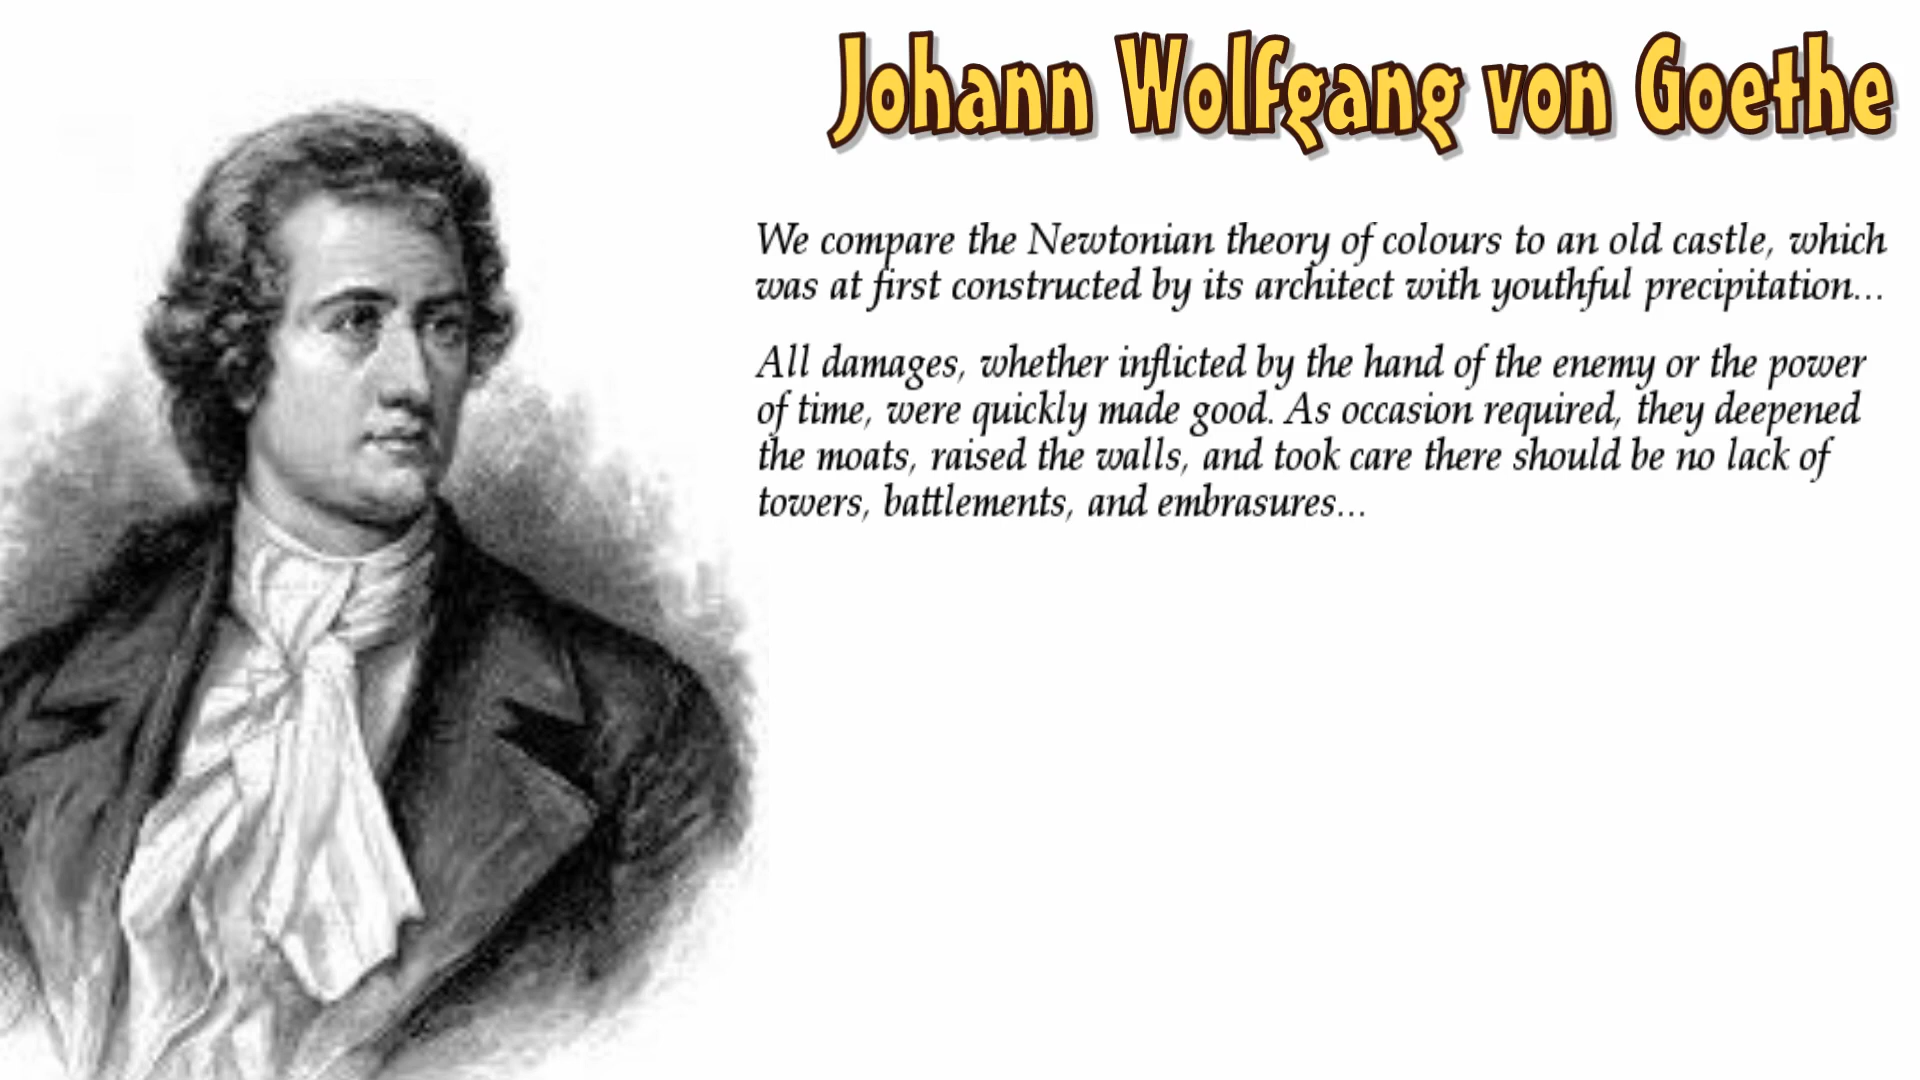 Johann Wolfgang von Goethe
We compare the Newtonian theory of colours to an old castle, which
was at first constructed by its architect with youthful precipitation...
All damages, whether inflicted by the hand of the enemy or the power
of time, were quickly made good. As occasion required, they deepened
the moats, raised the walls, and took care there should be no lack of
towers, battlements, and embrasures...